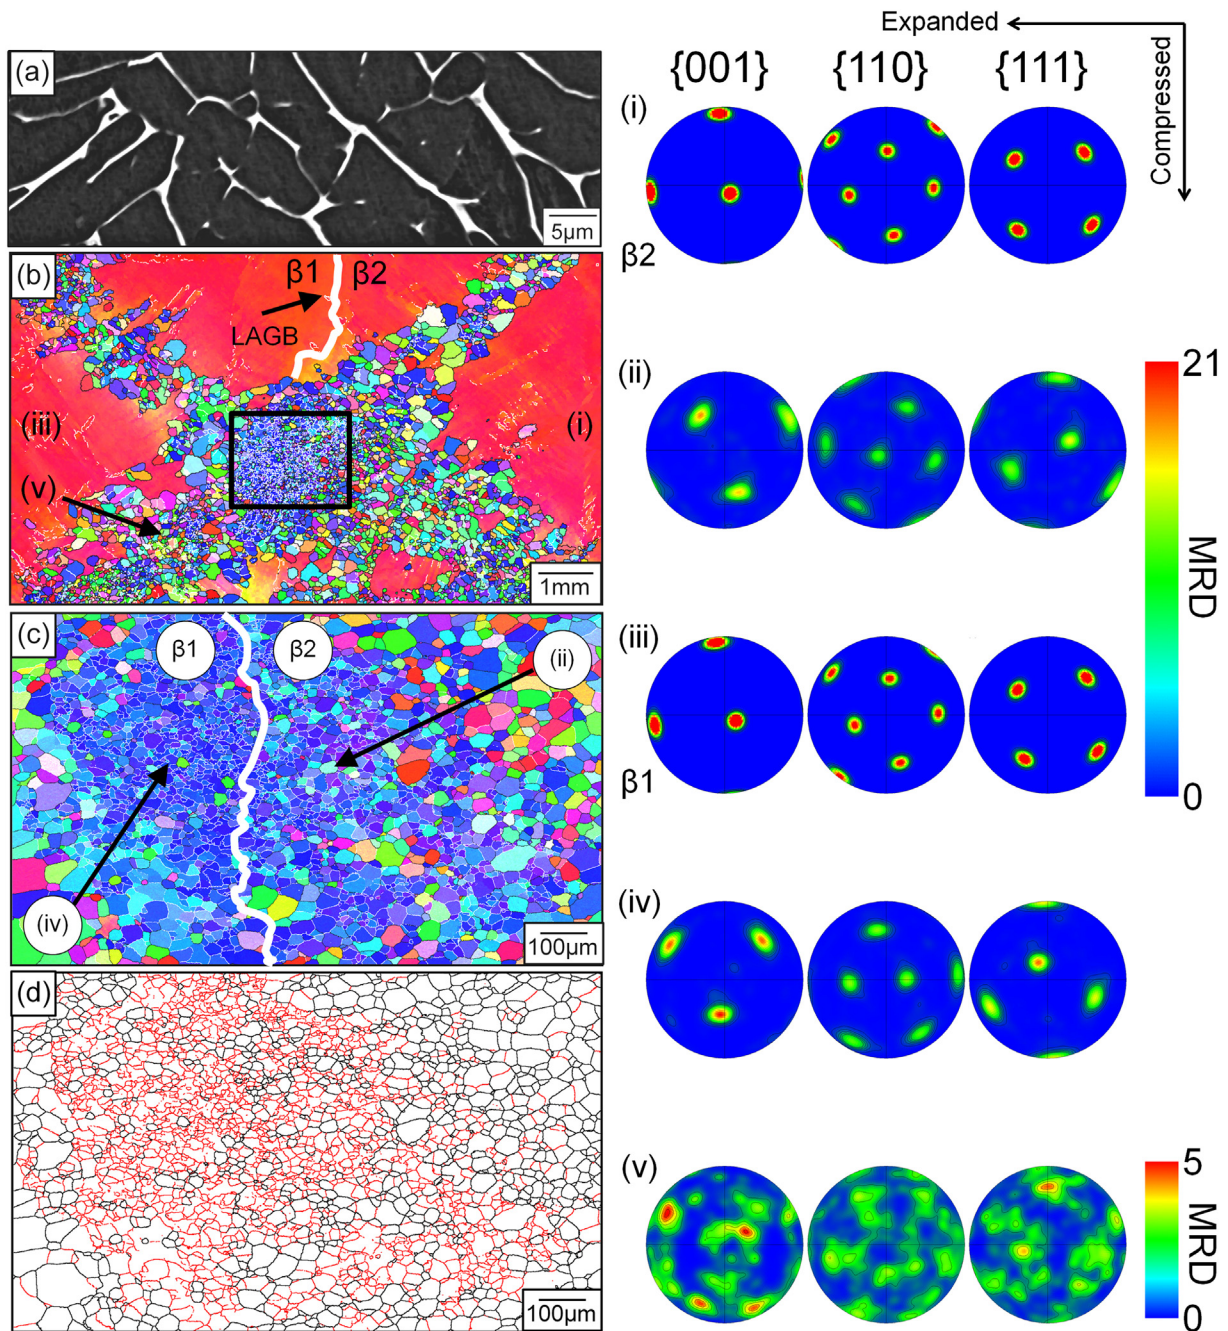 (a)
5µm
(b)
β1
β2
LAGB
(iii)
(i)
(v)
1mm
(c)
β1
β2
(ii)
(iv)
100µm
(d)
100µm
Expanded
Compressed
{001}
{110}
{111}
(i)
β2
(ii)
21
MRD
0
(iii)
β1
(iv)
(v)
5
MRD
0